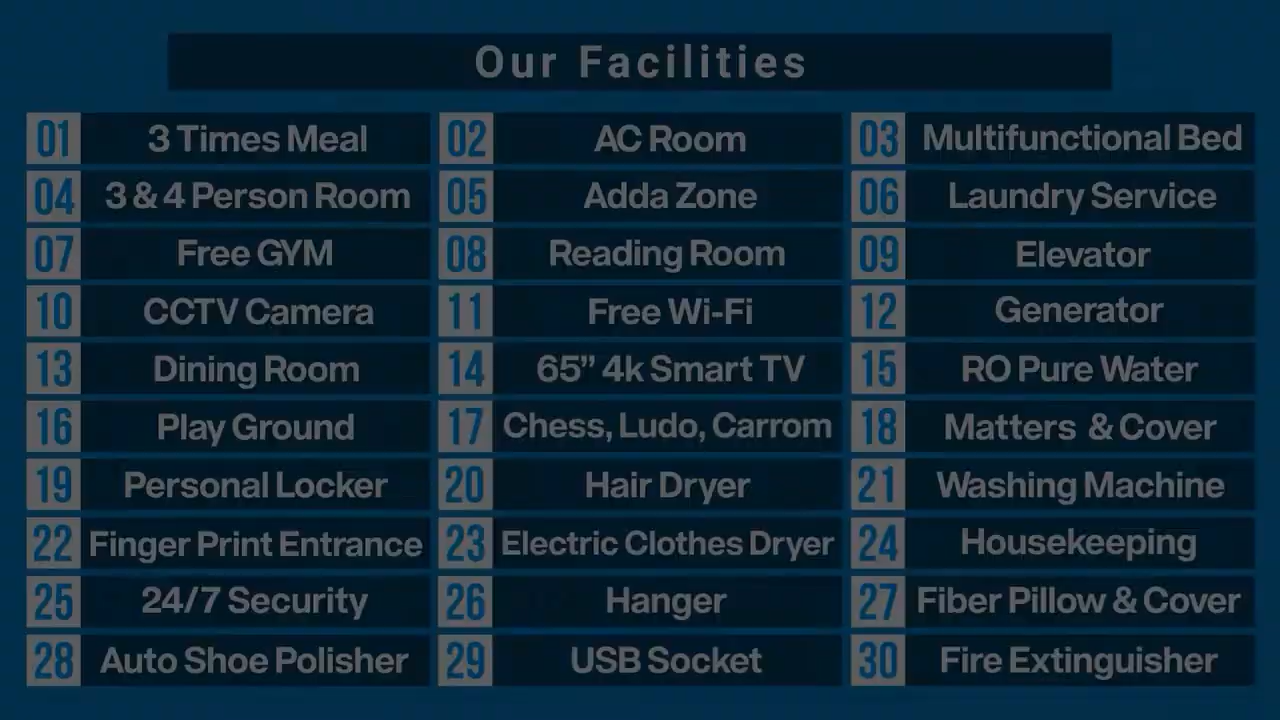 Our Facilities
01 3 Times Meal 02 AC Room 03 Multifunctional Bed
04 3 & 4 Person Room 05 Adda Zone 06 Laundry Service
07 Free GYM 08 Reading Room 09 Elevator
10 CCTV Camera 11 Free Wi-Fi 12 Generator
13 Dining Room 14 65” 4k Smart TV 15 RO Pure Water
16 Play Ground 17 Chess, Ludo, Carrom 18 Matters & Cover
19 Personal Locker 20 Hair Dryer 21 Washing Machine
22 Finger Print Entrance 23 Electric Clothes Dryer 24 Housekeeping
25 24/7 Security 26 Hanger 27 Fiber Pillow & Cover
28 Auto Shoe Polisher 29 USB Socket 30 Fire Extinguisher